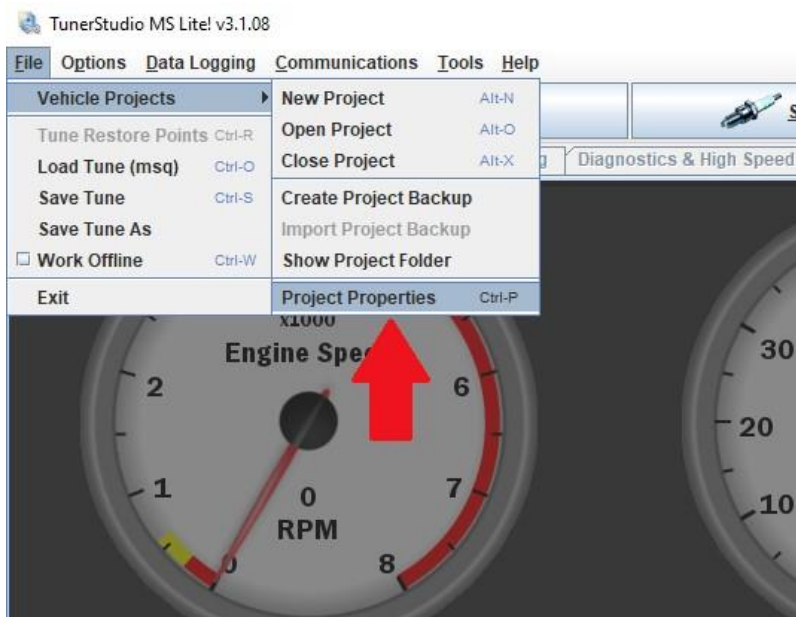 TunerStudio MS Lite! v3.1.08
File Options Data Logging Communications Tools Help
Vehicle Projects
Tune Restore Points Ctrl-R
Load Tune (msq) Ctrl-O
Save Tune Ctrl-S
Save Tune As
Work Offline Ctrl-W
Exit
New Project Alt-N
Open Project Alt-O
Close Project Alt-X
Create Project Backup
Import Project Backup
Show Project Folder
Project Properties Ctrl-P
Diagnostics & High Speed
x1000
Engine Spe
0
1
2
6
7
8
0
RPM
30
20
10